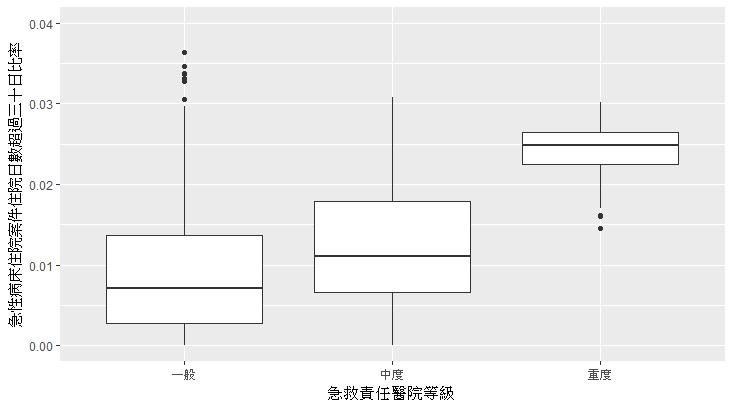 急性病床住院案件住院日數超過三十日比率
0.04
0.03
0.02
0.01
0.00
一般
中度
重度
急救責任醫院等級